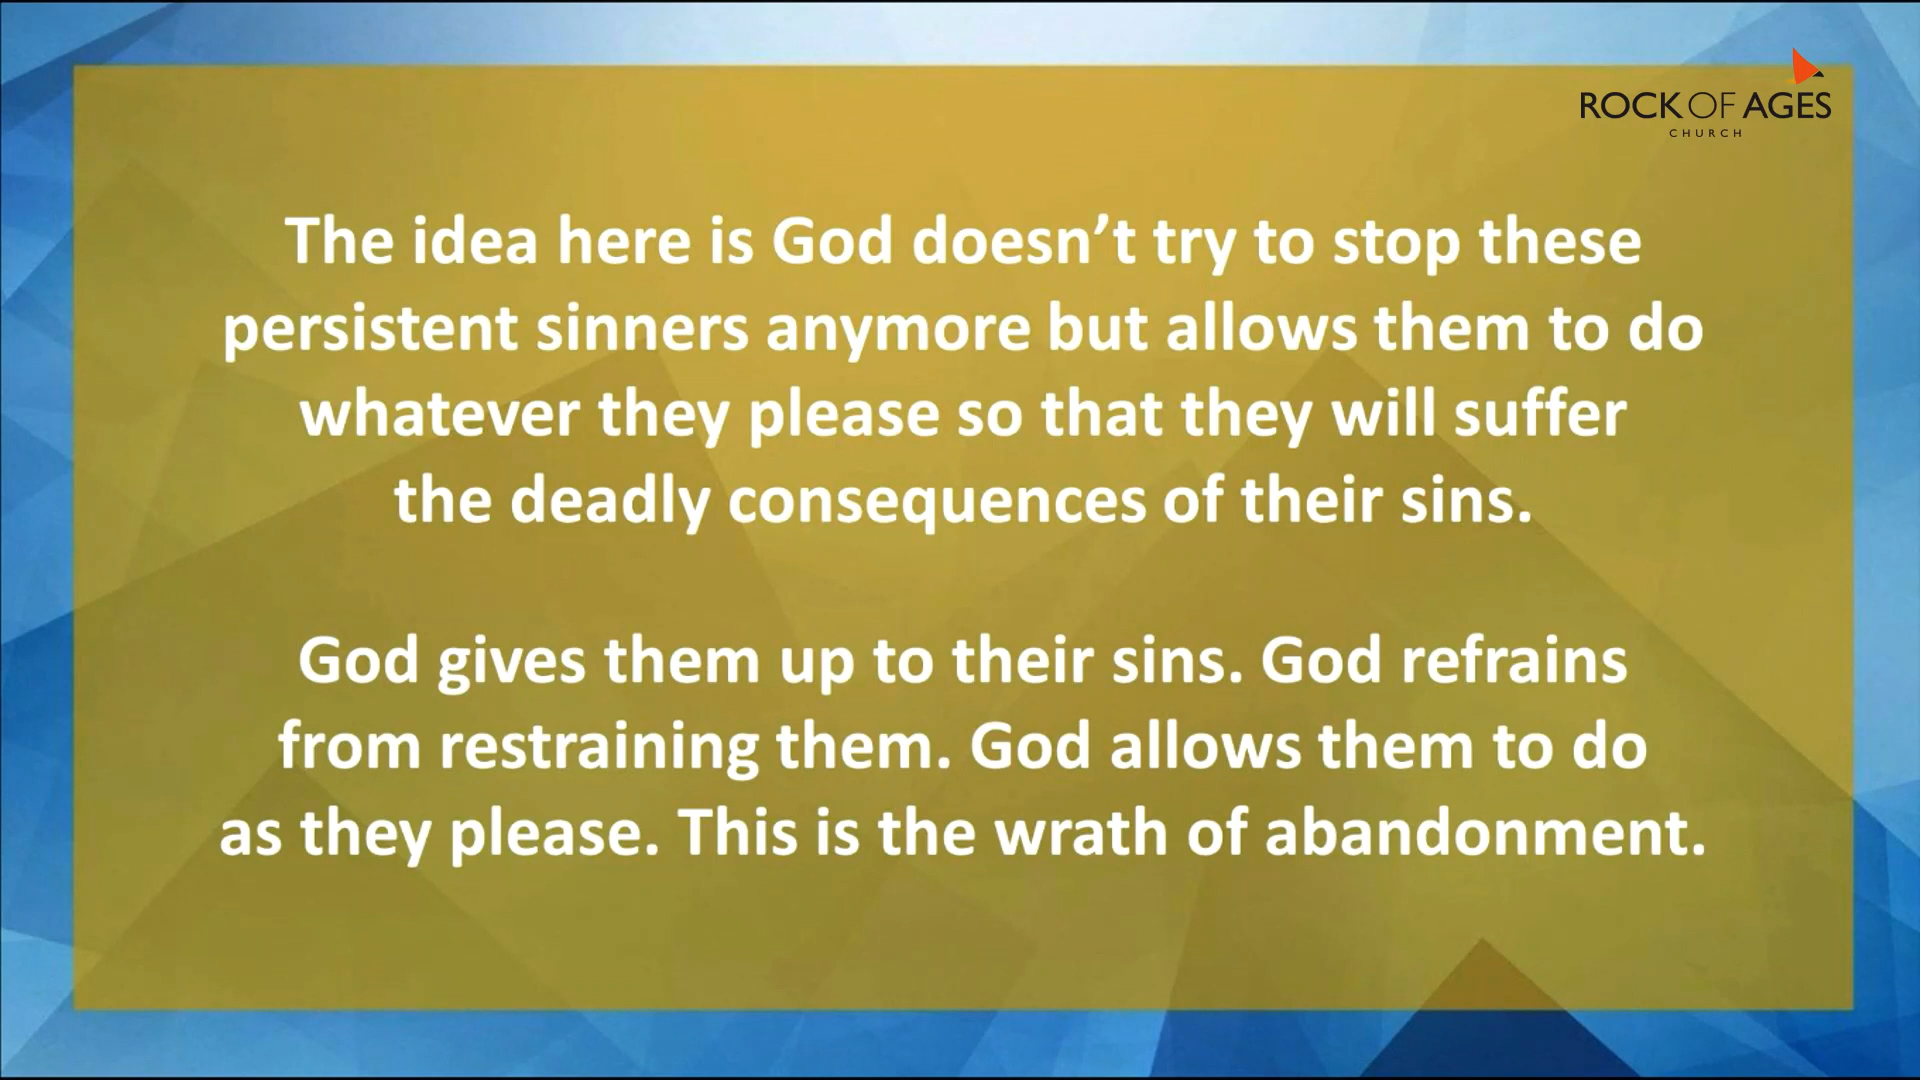 ROCK OF AGES
CHURCH
The idea here is God doesn’t try to stop these
persistent sinners anymore but allows them to do
whatever they please so that they will suffer
the deadly consequences of their sins.
God gives them up to their sins. God refrains
from restraining them. God allows them to do
as they please. This is the wrath of abandonment.